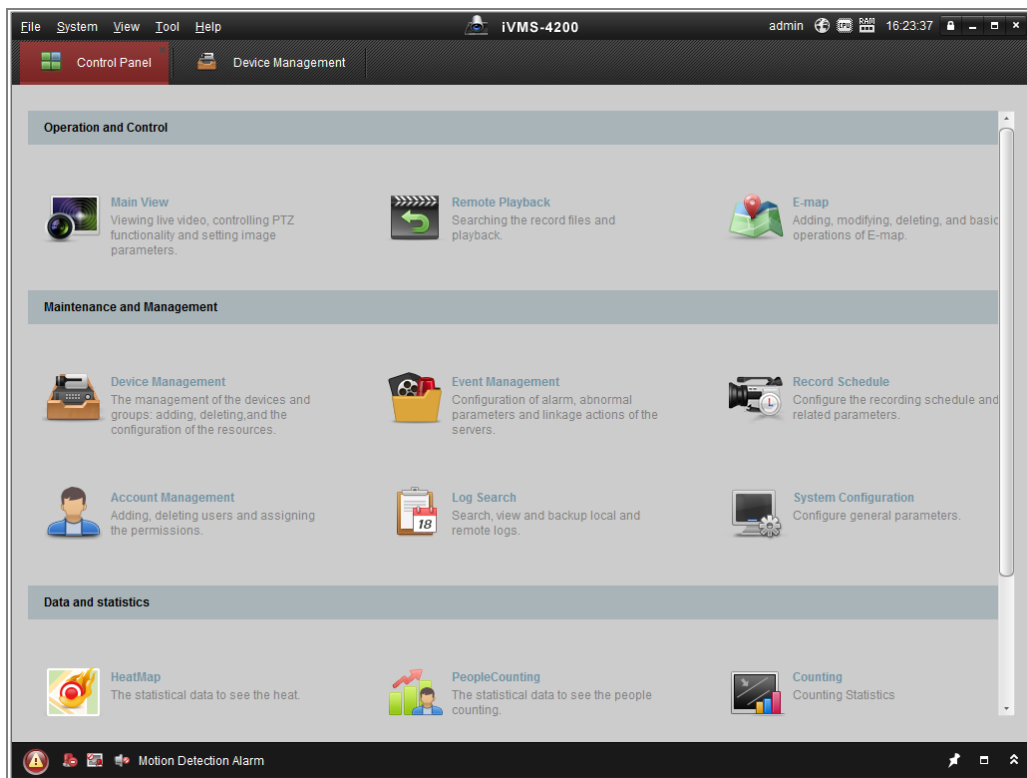 File System View Tool Help
iVMS-4200
admin CPU RAM 16:23:37
Control Panel
Device Management
Operation and Control
Main View
Viewing live video, controlling PTZ
functionality and setting image
parameters.
Remote Playback
Searching the record files and
playback.
E-map
Adding, modifying, deleting, and basic
operations of E-map.
Maintenance and Management
Device Management
The management of the devices and
groups: adding, deleting,and the
configuration of the resources.
Event Management
Configuration of alarm, abnormal
parameters and linkage actions of the
servers.
Record Schedule
Configure the recording schedule and
related parameters.
Account Management
Adding, deleting users and assigning
the permissions.
18
Log Search
Search, view and backup local and
remote logs.
System Configuration
Configure general parameters.
Data and statistics
HeatMap
The statistical data to see the heat.
PeopleCounting
The statistical data to see the people
counting.
Counting
Counting Statistics
Motion Detection Alarm